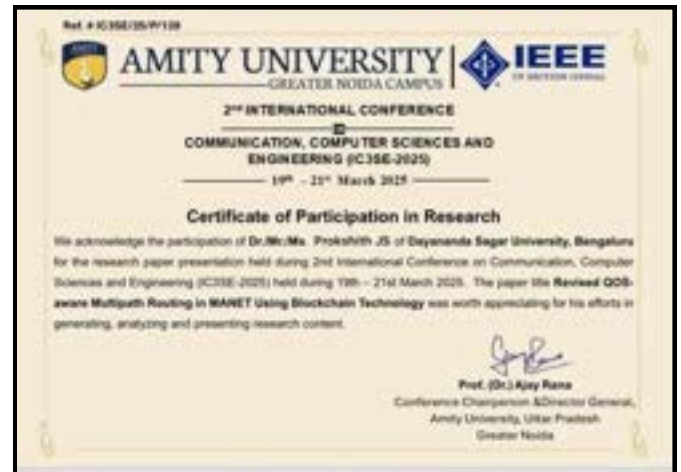 Ref. # IC3SE/25/P/139
AMITY UNIVERSITY
GREATER NOIDA CAMPUS
IEEE
UP SECTION
2ND INTERNATIONAL CONFERENCE
COMMUNICATION, COMPUTER SCIENCES AND
ENGINEERING (IC3SE-2025)
19th - 21st March 2025
Certificate of Participation in Research
We acknowledge the participation of Dr./Mr./Ms. Prokshith JS of Dayananda Sagar University, Bengaluru
for the research paper presentation held during 2nd International Conference on Communication, Computer
Sciences and Engineering (IC3SE-2025) held during 19th – 21st March 2025. The paper title Revised QOS-
aware Multipath Routing in MANET Using Blockchain Technology was worth appreciating for his efforts in
generating, analyzing and presenting research content.
Prof. (Dr.) Ajay Rana
Conference Chairperson &Director General,
Amity University, Uttar Pradesh
Greater Noida